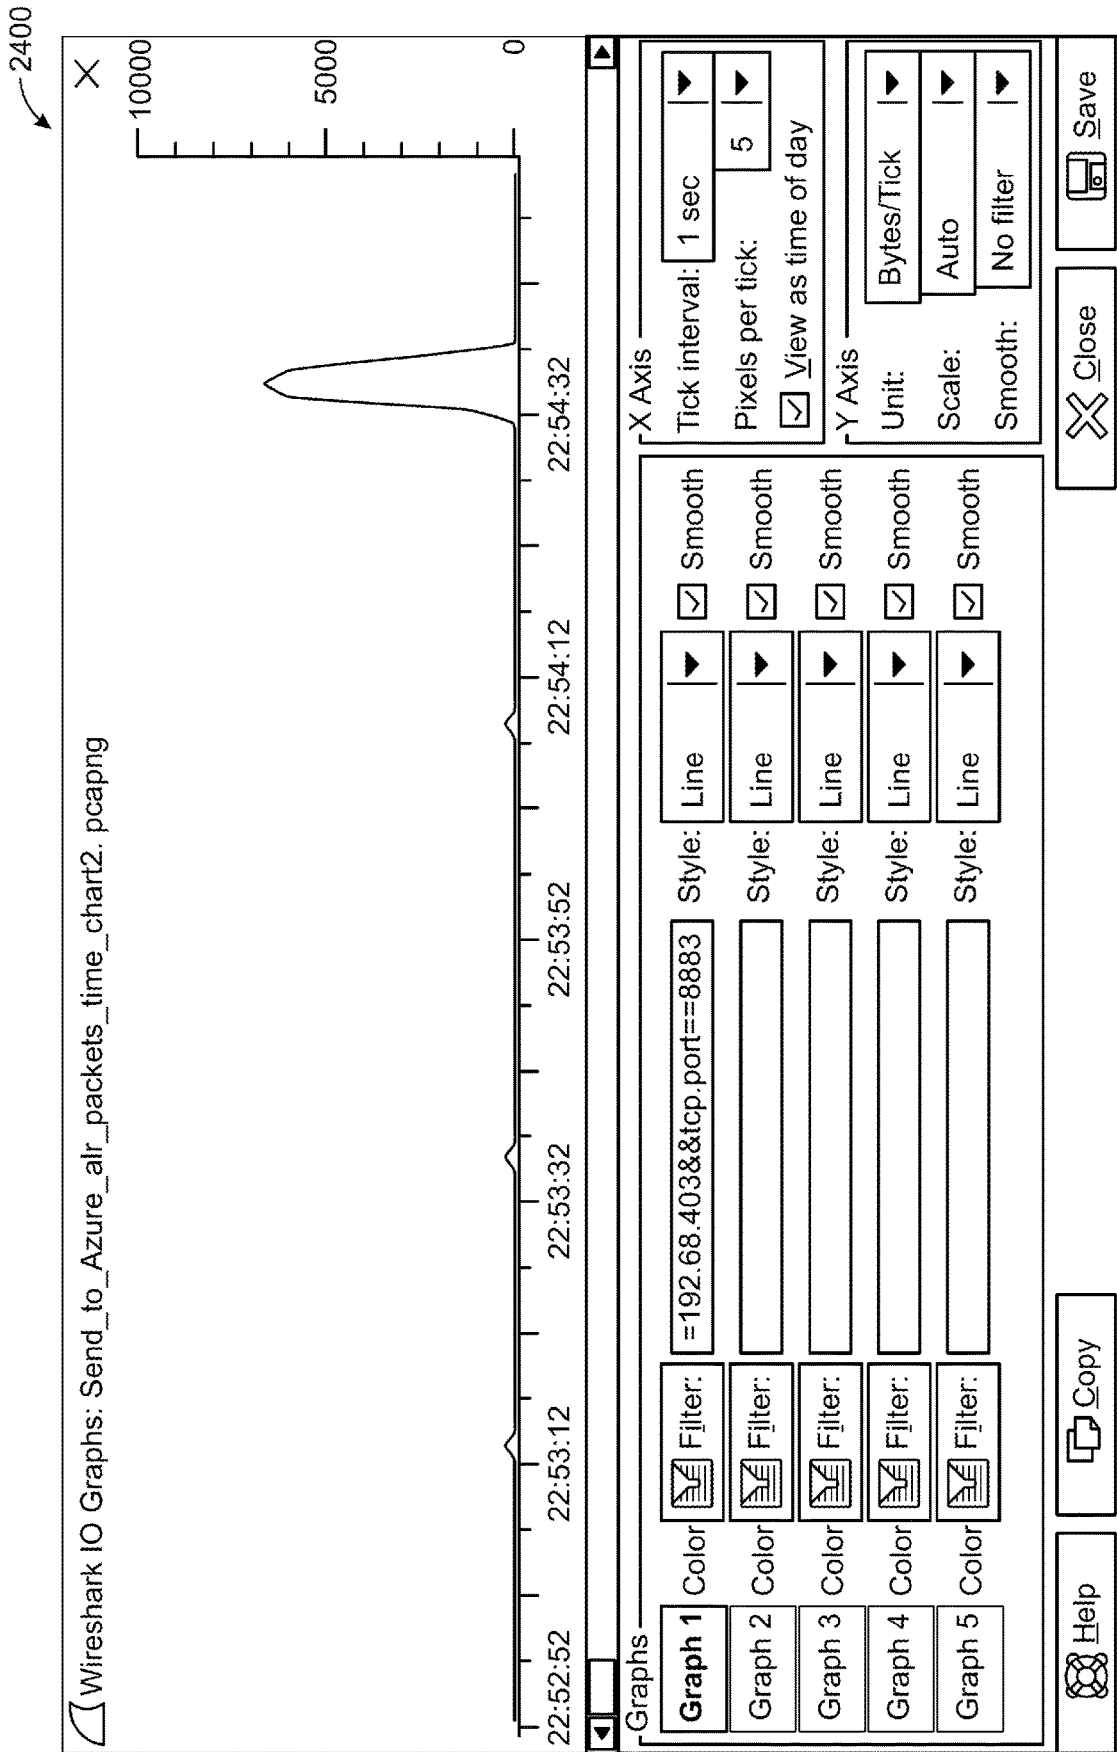 2400
Wireshark IO Graphs: Send_to_Azure_alr_packets_time_chart2. pcapng
10000
5000
0
22:52:52 22:53:12 22:53:32 22:53:52 22:54:12 22:54:32
Graphs
Graph 1 Color Filter: =192.68.403&&tcp.port==8883 Style: Line Smooth
Graph 2 Color Filter: Style: Line Smooth
Graph 3 Color Filter: Style: Line Smooth
Graph 4 Color Filter: Style: Line Smooth
Graph 5 Color Filter: Style: Line Smooth
X Axis
Tick interval: 1 sec
Pixels per tick: 5
View as time of day
Y Axis
Unit: Bytes/Tick
Scale: Auto
Smooth: No filter
Help Copy Close Save